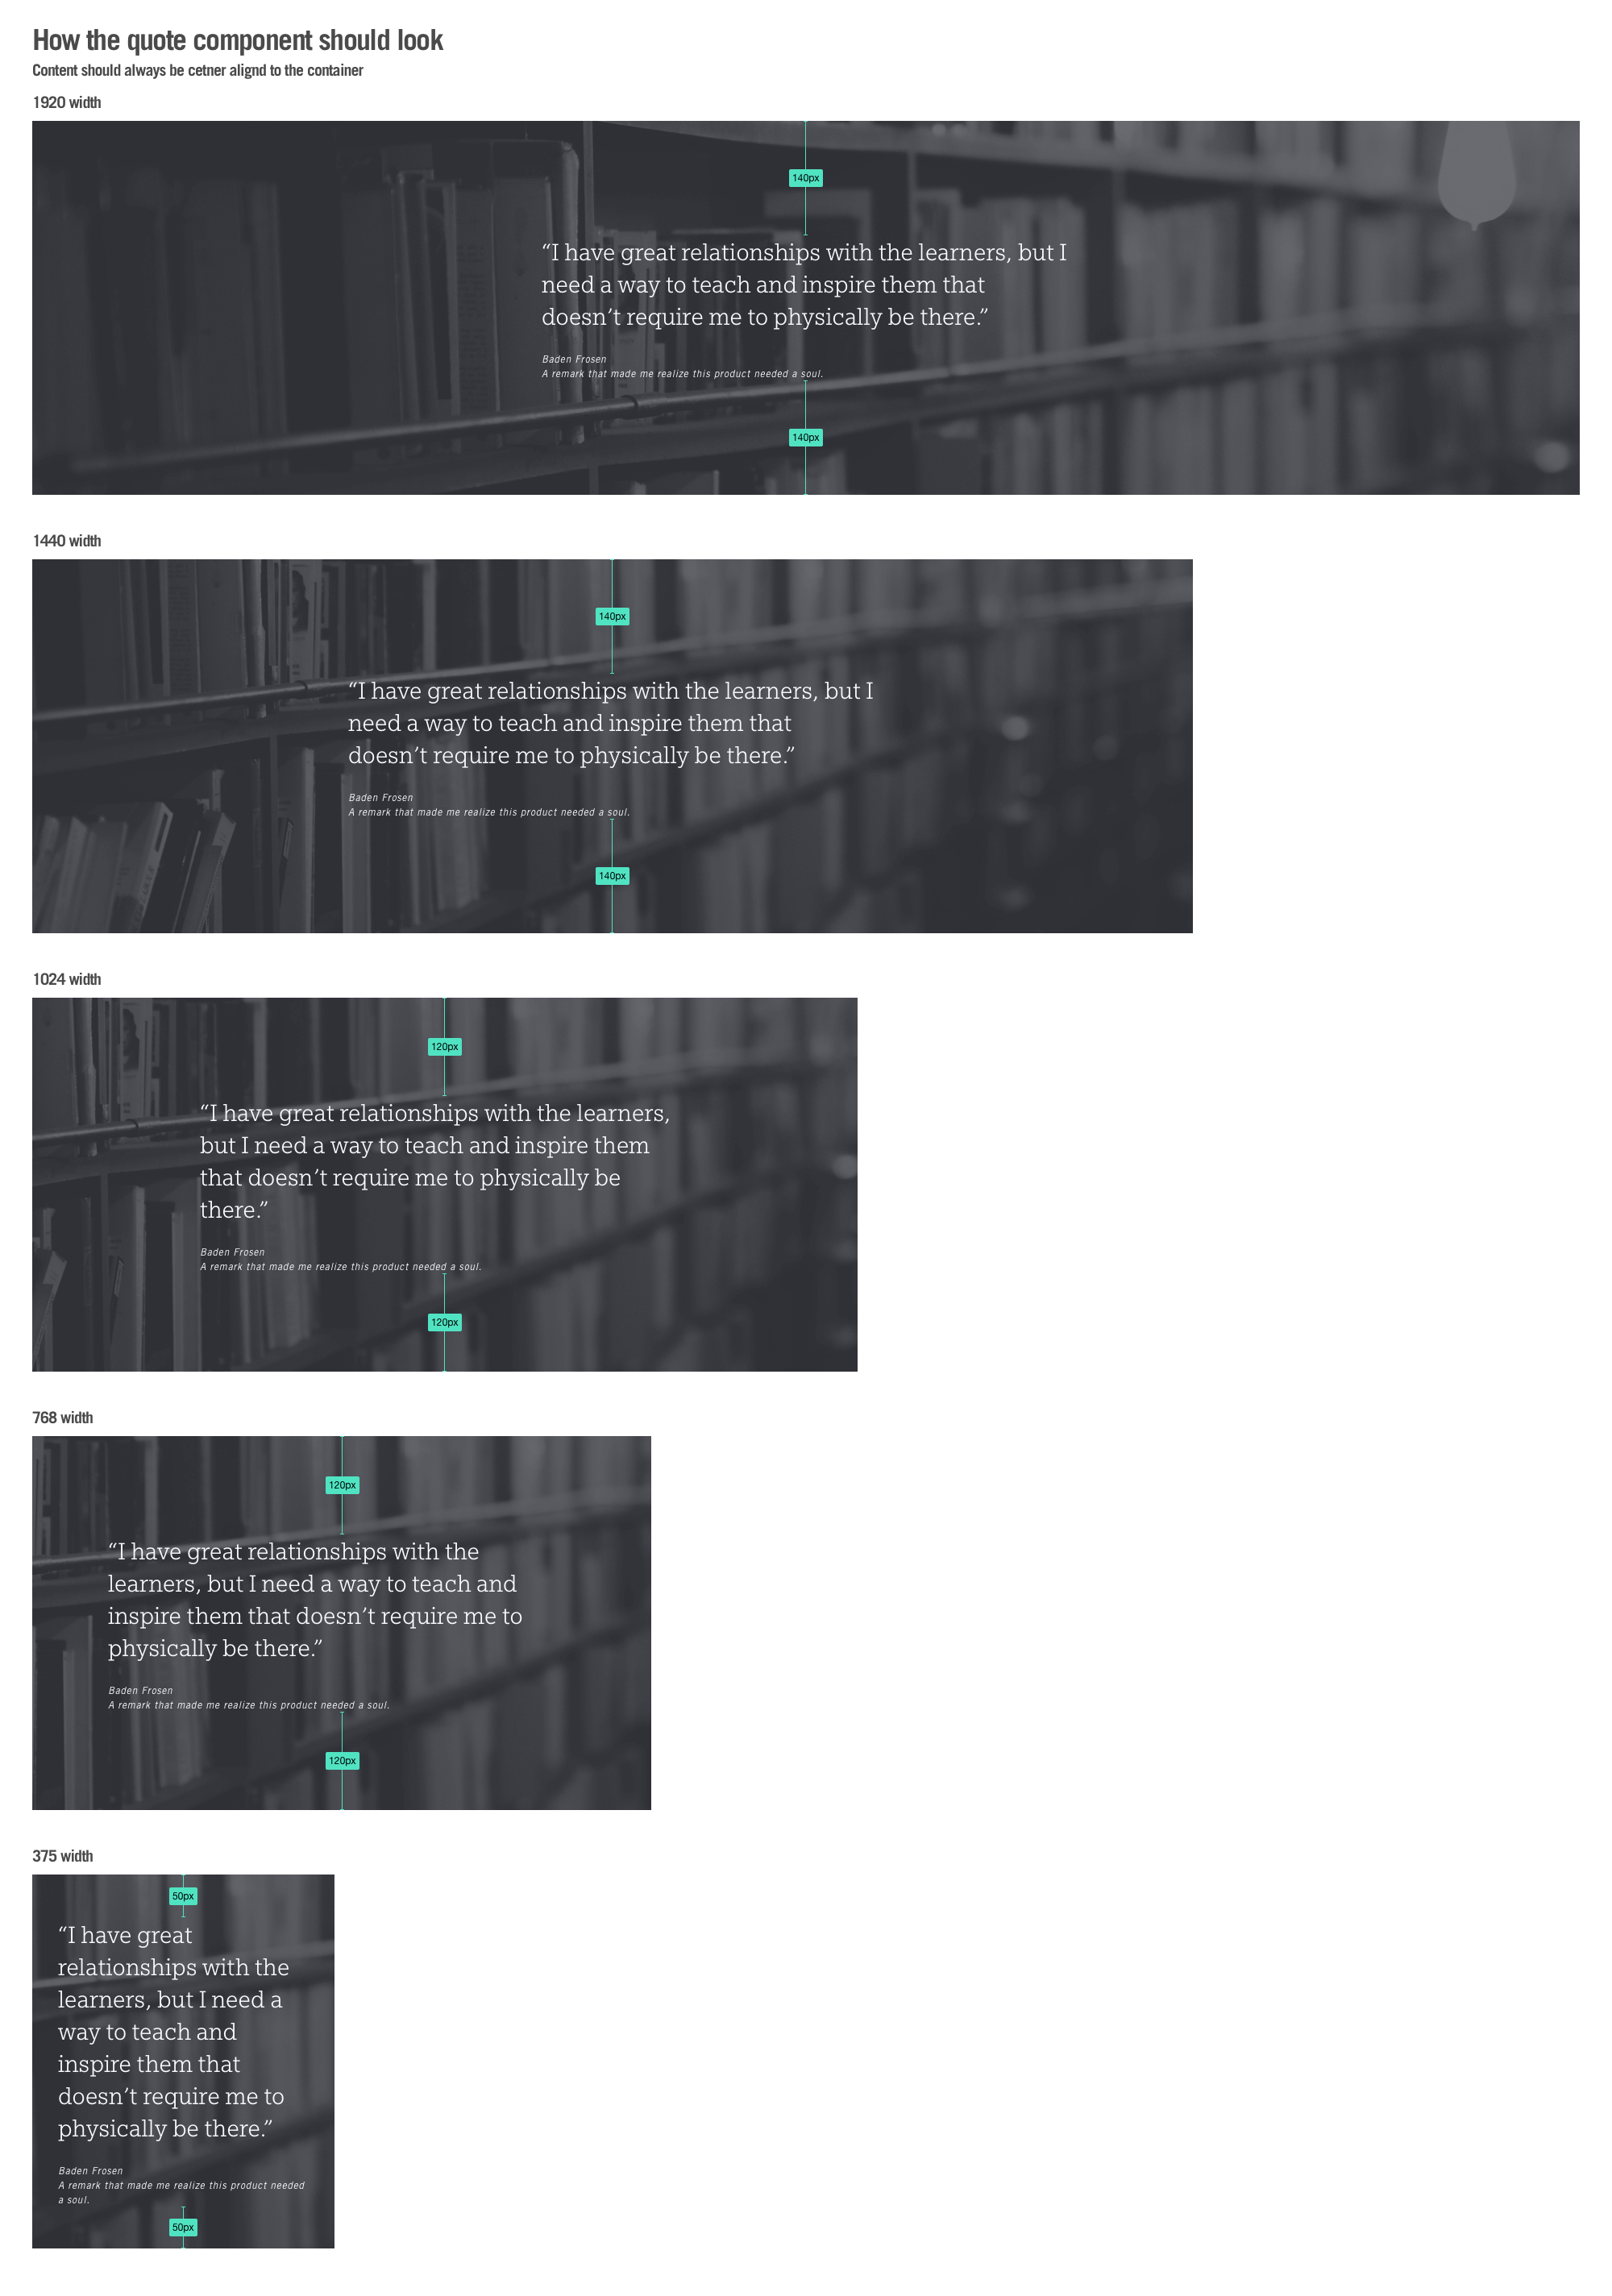 How the quote component should look
Content should always be cetner alignd to the container
1920 width
140px
“I have great relationships with the learners, but I
need a way to teach and inspire them that
doesn’t require me to physically be there.”
Baden Frosen
A remark that made me realize this product needed a soul.
140px
1440 width
140px
“I have great relationships with the learners, but I
need a way to teach and inspire them that
doesn’t require me to physically be there.”
Baden Frosen
A remark that made me realize this product needed a soul.
140px
1024 width
120px
“I have great relationships with the learners,
but I need a way to teach and inspire them
that doesn’t require me to physically be
there.”
Baden Frosen
A remark that made me realize this product needed a soul.
120px
768 width
120px
“I have great relationships with the
learners, but I need a way to teach and
inspire them that doesn’t require me to
physically be there.”
Baden Frosen
A remark that made me realize this product needed a soul.
120px
375 width
50px
“I have great
relationships with the
learners, but I need a
way to teach and
inspire them that
doesn’t require me to
physically be there.”
Baden Frosen
A remark that made me realize this product needed
a soul.
50px